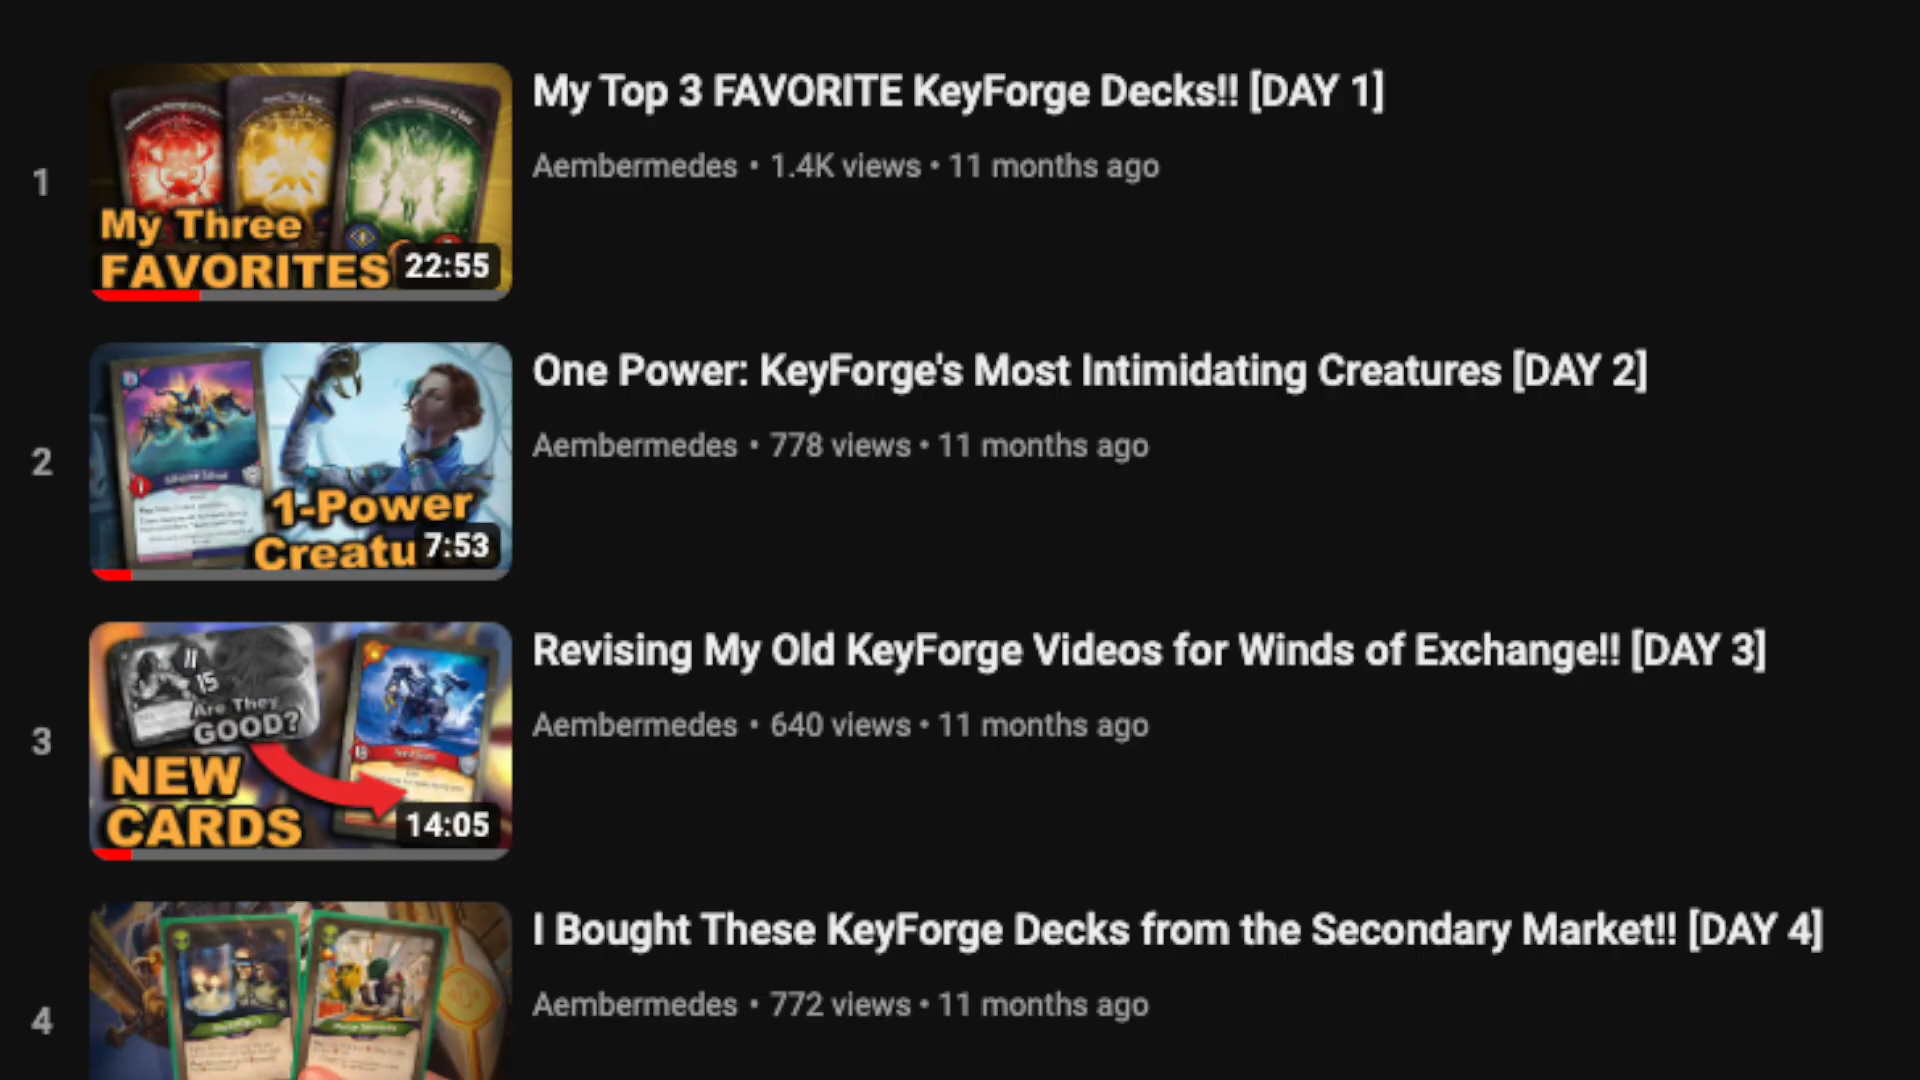 1
My Three
FAVORITES
22:55
My Top 3 FAVORITE KeyForge Decks!! [DAY 1]
Aembermedes • 1.4K views • 11 months ago
2
1-Power
Creatu
7:53
One Power: KeyForge's Most Intimidating Creatures [DAY 2]
Aembermedes • 778 views • 11 months ago
3
11
15
Are They
GOOD?
NEW
CARDS
14:05
Revising My Old KeyForge Videos for Winds of Exchange!! [DAY 3]
Aembermedes • 640 views • 11 months ago
4
I Bought These KeyForge Decks from the Secondary Market!! [DAY 4]
Aembermedes • 772 views • 11 months ago